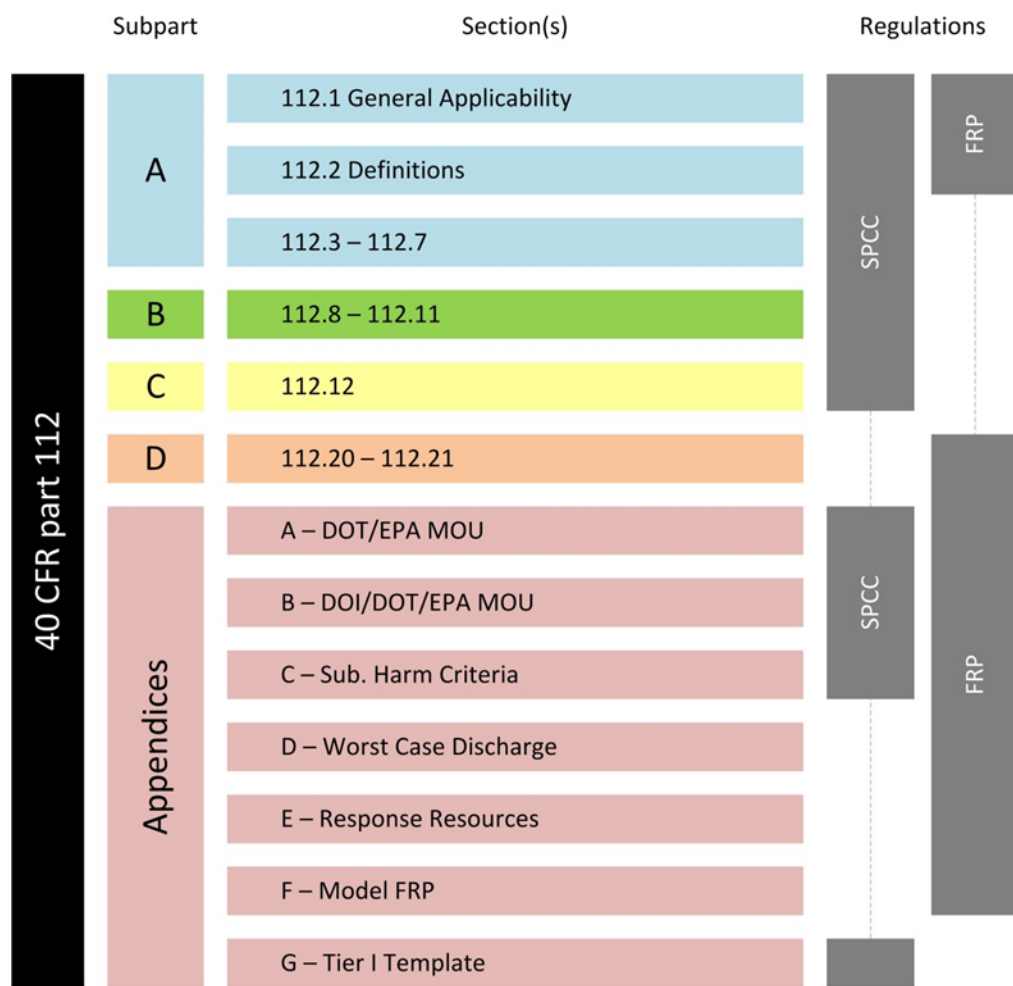 Subpart
Section(s)
Regulations
40 CFR part 112
A
112.1 General Applicability
112.2 Definitions
112.3 – 112.7
B
112.8 – 112.11
C
112.12
D
112.20 – 112.21
Appendices
A – DOT/EPA MOU
B – DOI/DOT/EPA MOU
C – Sub. Harm Criteria
D – Worst Case Discharge
E – Response Resources
F – Model FRP
G – Tier I Template
SPCC
FRP
SPCC
FRP